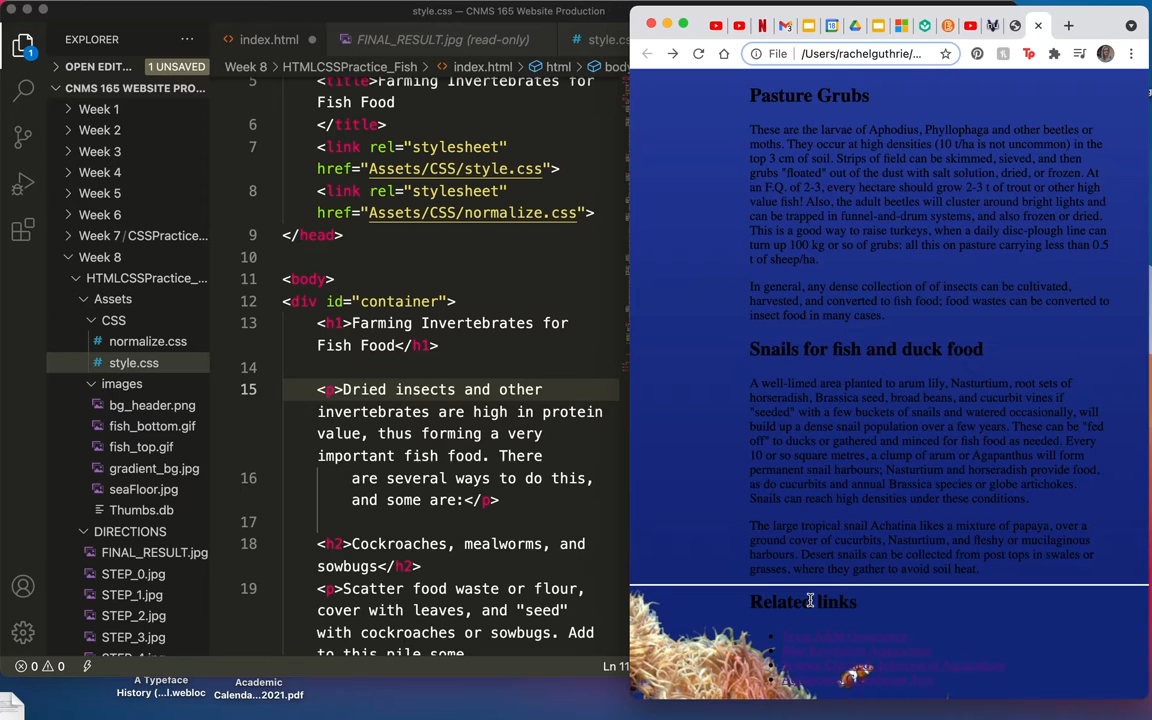 style.css — CNMS 165 Website Production
EXPLORER
OPEN EDIT... 1 UNSAVED
CNMS 165 WEBSITE PRO...
Week 1
Week 2
Week 3
Week 4
Week 5
Week 6
Week 7 / CSSPractice...
Week 8
HTMLCSSPractice_...
Assets
CSS
# normalize.css
# style.css
images
bg_header.png
fish_bottom.gif
fish_top.gif
gradient_bg.jpg
seaFloor.jpg
Thumbs.db
DIRECTIONS
FINAL_RESULT.jpg
STEP_0.jpg
STEP_1.jpg
STEP_2.jpg
STEP_3.jpg
1
index.html
FINAL_RESULT.jpg (read-only)
# style.cs
Week 8 > HTMLCSSPractice_Fish > index.html > html > body
5 <title>Farming Invertebrates for
Fish Food
6 </title>
7 <link rel="stylesheet"
href="Assets/CSS/style.css">
8 <link rel="stylesheet"
href="Assets/CSS/normalize.css">
9 </head>
10
11 <body>
12 <div id="container">
13 <h1>Farming Invertebrates for
Fish Food</h1>
14
15 <p>Dried insects and other
invertebrates are high in protein
value, thus forming a very
important fish food. There
16 are several ways to do this,
and some are:</p>
17
18 <h2>Cockroaches, mealworms, and
sowbugs</h2>
19 <p>Scatter food waste or flour,
cover with leaves, and "seed"
with cockroaches or sowbugs. Add
to this pile some
0 0
Ln 11
A Typeface
History (...l.webloc
Academic
Calenda...2021.pdf
File /Users/rachelguthrie/...
Pasture Grubs
These are the larvae of Aphodius, Phyllophaga and other beetles or
moths. They occur at high densities (10 t/ha is not uncommon) in the
top 3 cm of soil. Strips of field can be skimmed, sieved, and then
grubs "floated" out of the dust with salt solution, dried, or frozen. At
an F.Q. of 2-3, every hectare should grow 2-3 t of trout or other high
value fish! Also, the adult beetles will cluster around bright lights and
can be trapped in funnel-and-drum systems, and also frozen or dried.
This is a good way to raise turkeys, when a daily disc-plough line can
turn up 100 kg or so of grubs: all this on pasture carrying less than 0.5
t of sheep/ha.
In general, any dense collection of of insects can be cultivated,
harvested, and converted to fish food; food wastes can be converted to
insect food in many cases.
Snails for fish and duck food
A well-limed area planted to arum lily, Nasturtium, root sets of
horseradish, Brassica seed, broad beans, and cucurbit vines if
"seeded" with a few buckets of snails and watered occasionally, will
build up a dense snail population over a few years. These can be "fed
off" to ducks or gathered and minced for fish food as needed. Every
10 or so square metres, a clump of arum or Agapanthus will form
permanent snail harbours; Nasturtium and horseradish provide food,
as do cucurbits and annual Brassica species or globe artichokes.
Snails can reach high densities under these conditions.
The large tropical snail Achatina likes a mixture of papaya, over a
ground cover of cucurbits, Nasturtium, and fleshy or mucilaginous
harbours. Desert snails can be collected from post tops in swales or
grasses, where they gather to avoid soil heat.
Related links